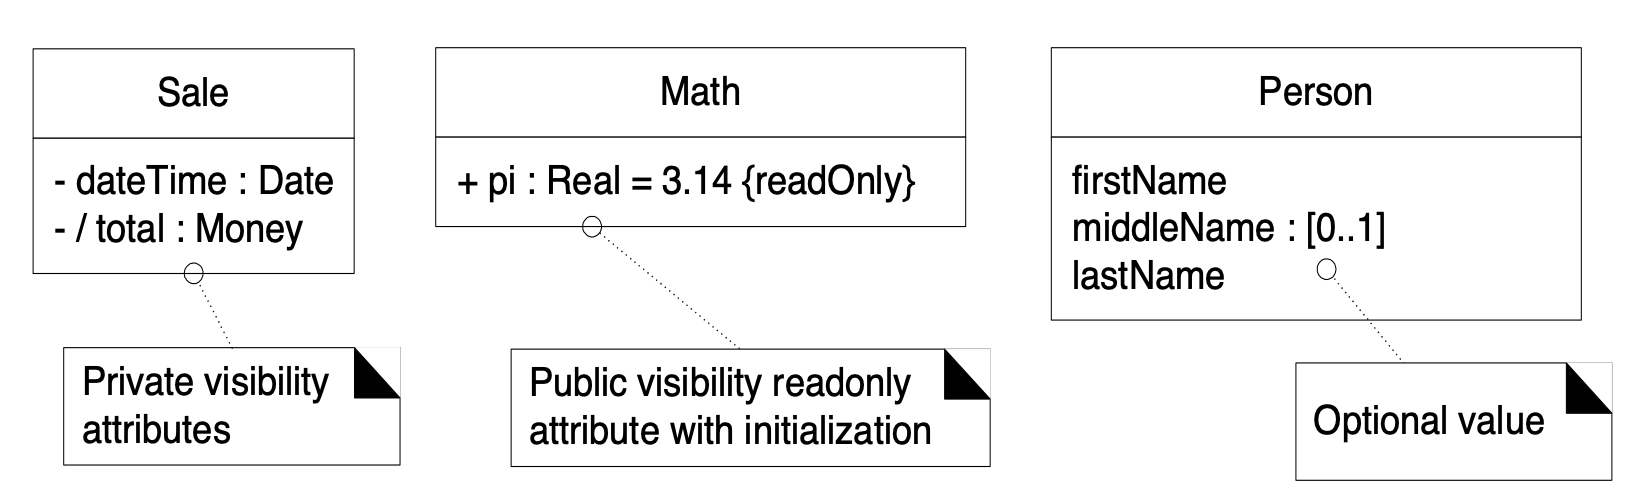 Sale
- dateTime : Date
- / total : Money
Private visibility
attributes
Math
+ pi : Real = 3.14 {readOnly}
Public visibility readonly
attribute with initialization
Person
firstName
middleName : [0..1]
lastName
Optional value